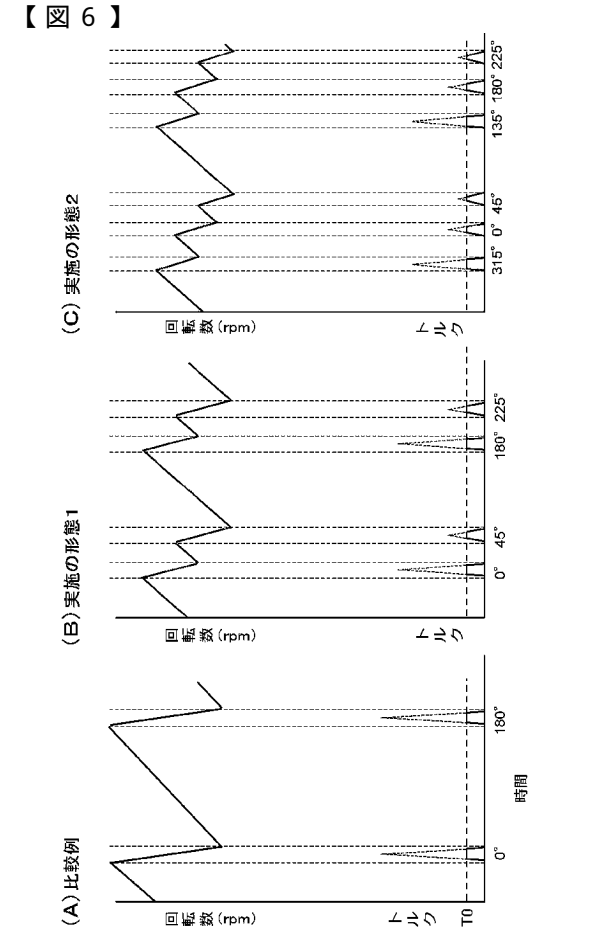 【図6】
(A)比較例
回転数(rpm)
トルク
T0
0°
180°
時間
(B)実施の形態1
回転数(rpm)
トルク
0°
45°
180°
225°
(C)実施の形態2
回転数(rpm)
トルク
315°
0°
45°
135°
180°
225°